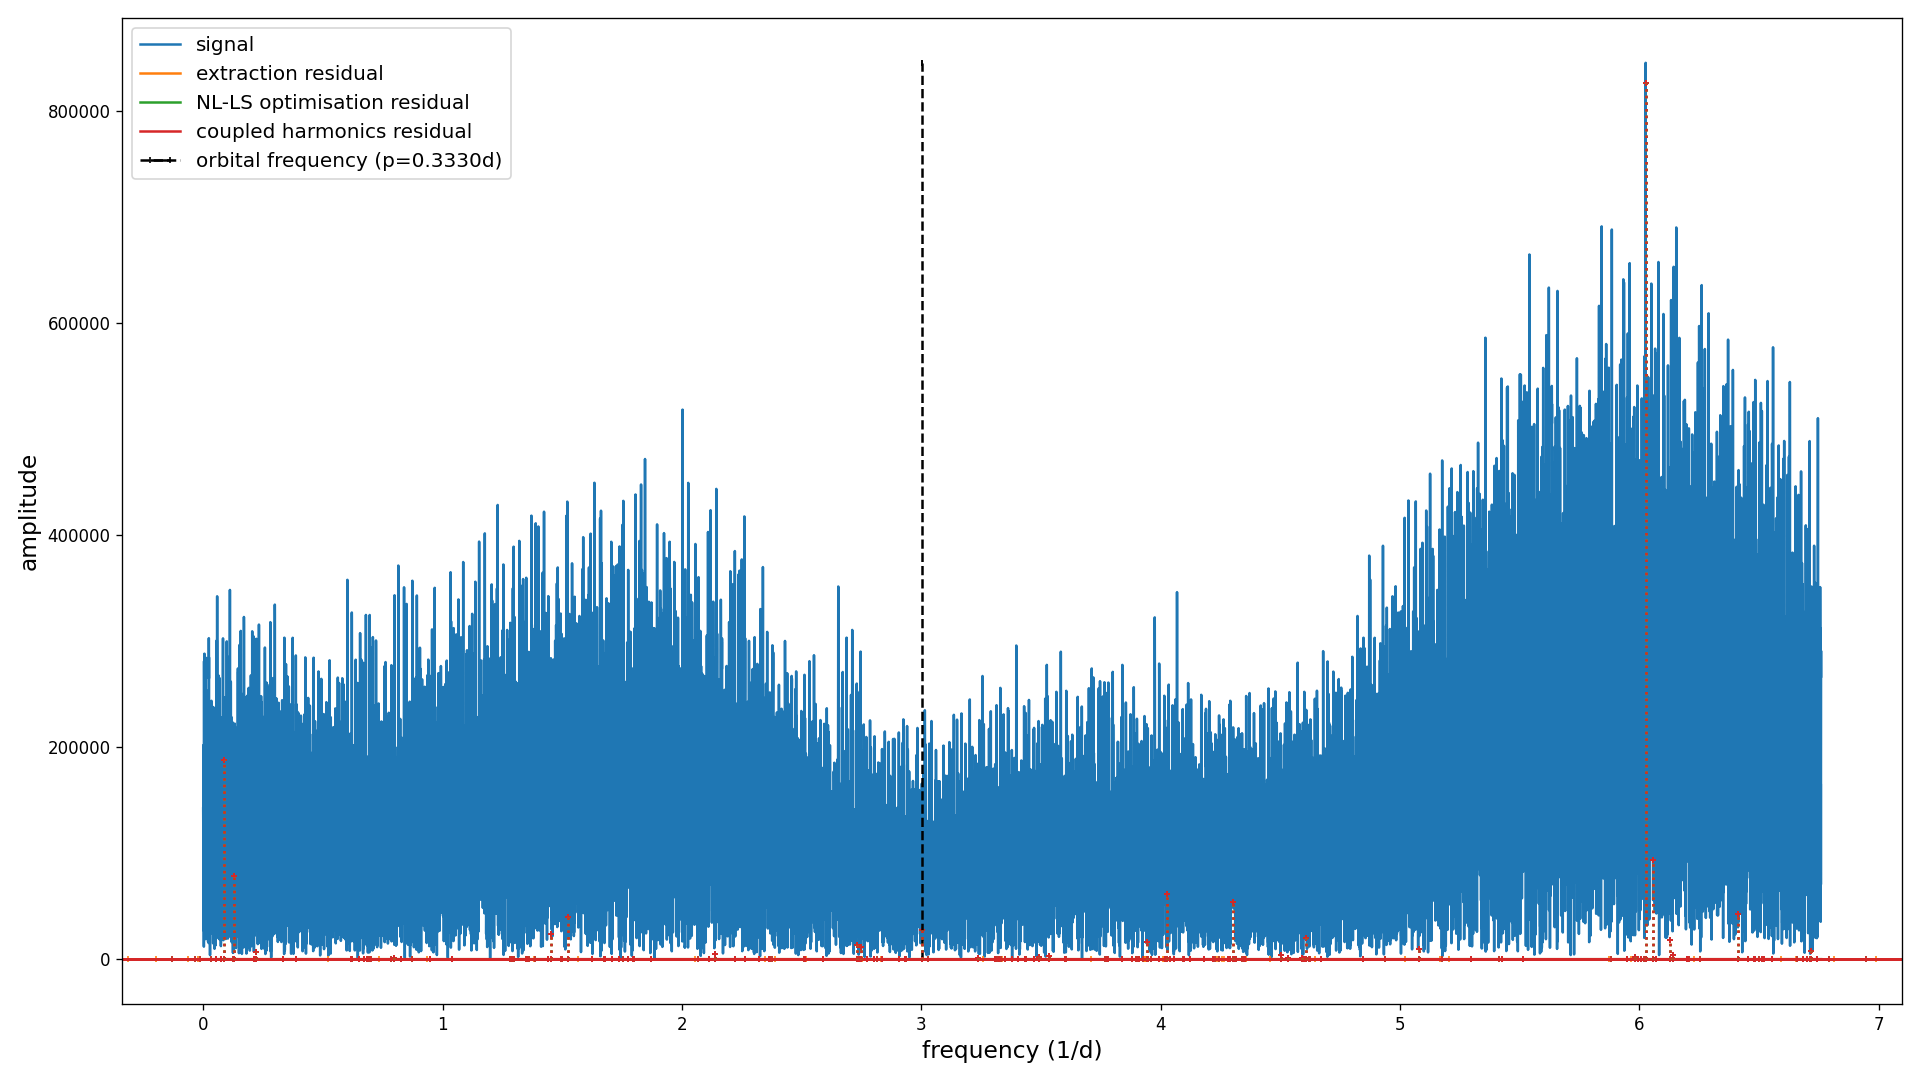 signal
extraction residual
NL-LS optimisation residual
coupled harmonics residual
orbital frequency (p=0.3330d)
800000
600000
400000
200000
0
amplitude
0 1 2 3 4 5 6 7
frequency (1/d)